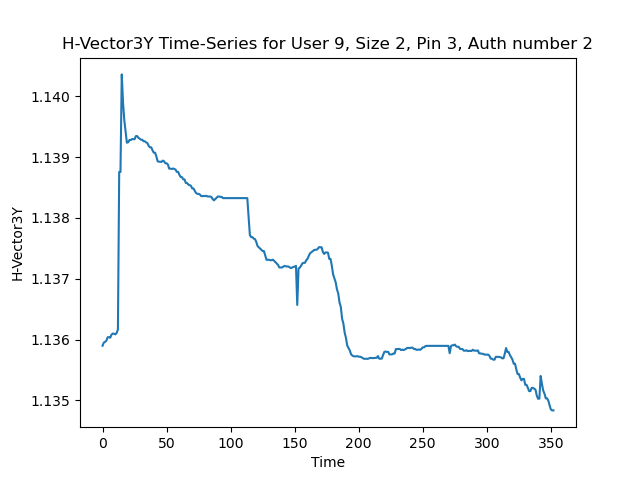 H-Vector3Y Time-Series for User 9, Size 2, Pin 3, Auth number 2
H-Vector3Y
1.140
1.139
1.138
1.137
1.136
1.135
0 50 100 150 200 250 300 350
Time